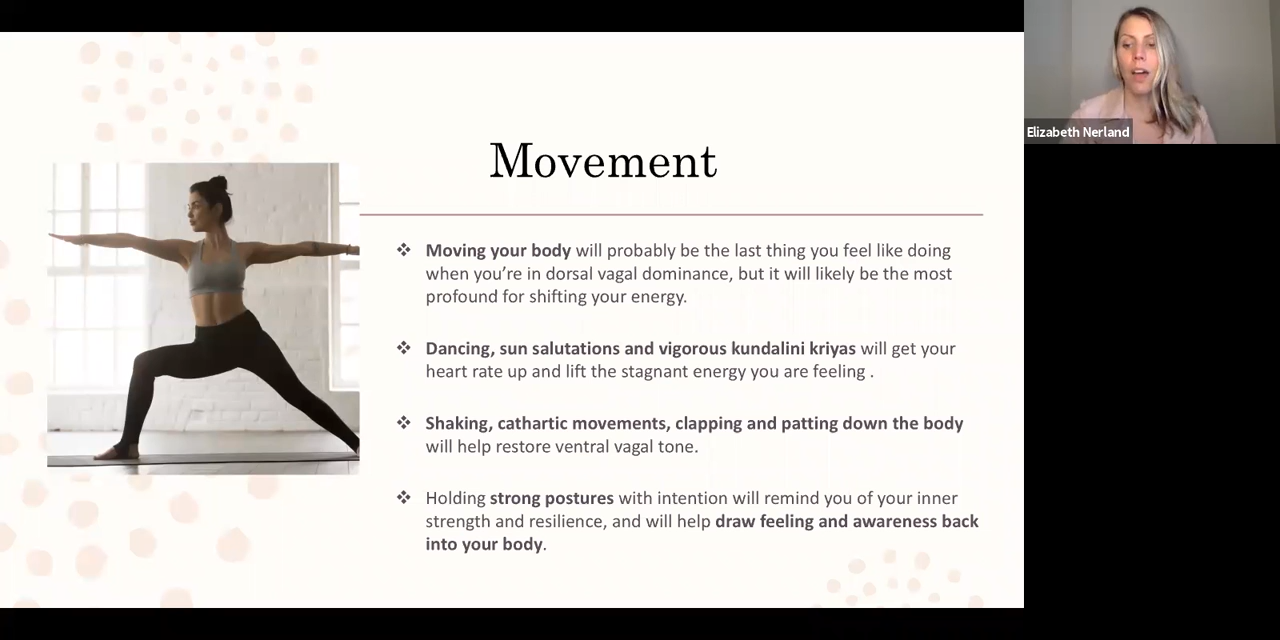 Elizabeth Nerland
Movement
❖ Moving your body will probably be the last thing you feel like doing
when you’re in dorsal vagal dominance, but it will likely be the most
profound for shifting your energy.
❖ Dancing, sun salutations and vigorous kundalini kriyas will get your
heart rate up and lift the stagnant energy you are feeling .
❖ Shaking, cathartic movements, clapping and patting down the body
will help restore ventral vagal tone.
❖ Holding strong postures with intention will remind you of your inner
strength and resilience, and will help draw feeling and awareness back
into your body.